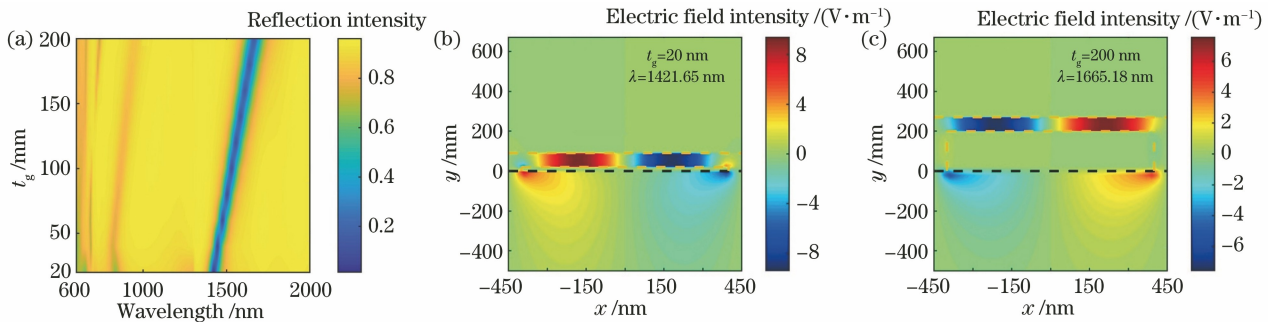 (a)
Reflection intensity
200
150
100
50
20
t_g /mm
600 1000 1500 2000
Wavelength /nm
0.8
0.6
0.4
0.2
(b)
Electric field intensity /(V·m⁻¹)
t_g=20 nm
λ=1421.65 nm
600
400
200
0
−200
−400
y /mm
−450 −150 150 450
x /nm
8
4
0
−4
−8
(c)
Electric field intensity /(V·m⁻¹)
t_g=200 nm
λ=1665.18 nm
600
400
200
0
−200
−400
y /mm
−450 −150 150 450
x /nm
6
4
2
0
−2
−4
−6